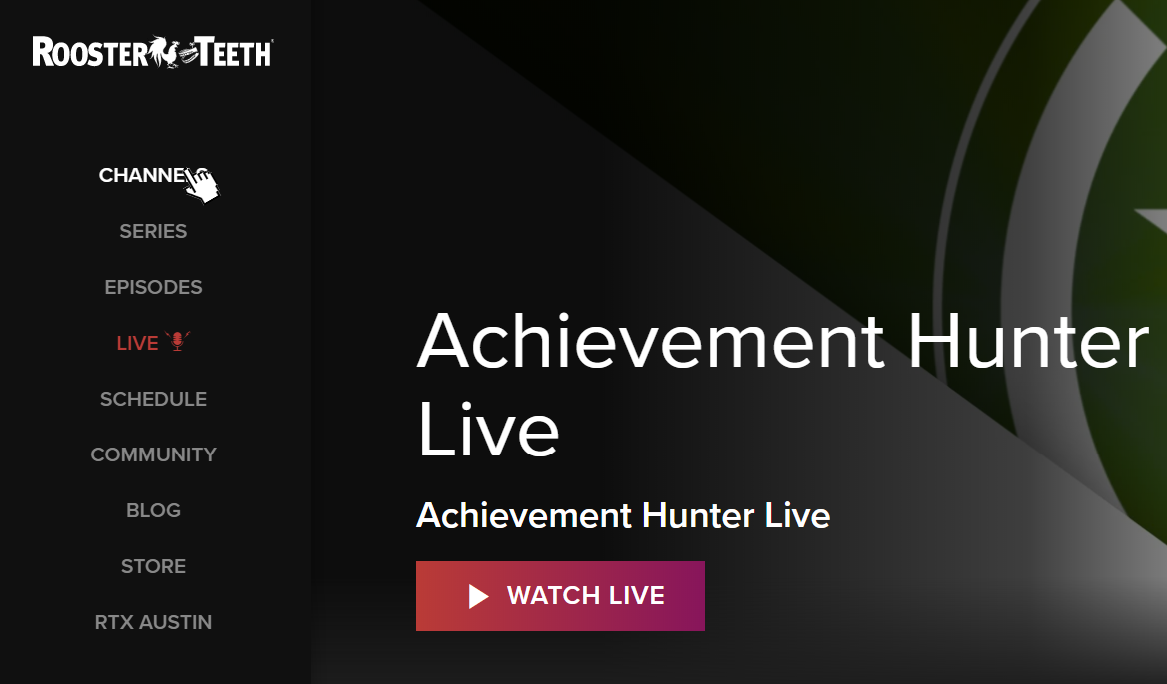 ROOSTER TEETH
CHANNELS
SERIES
EPISODES
LIVE
SCHEDULE
COMMUNITY
BLOG
STORE
RTX AUSTIN
Achievement Hunter
Live
Achievement Hunter Live
WATCH LIVE